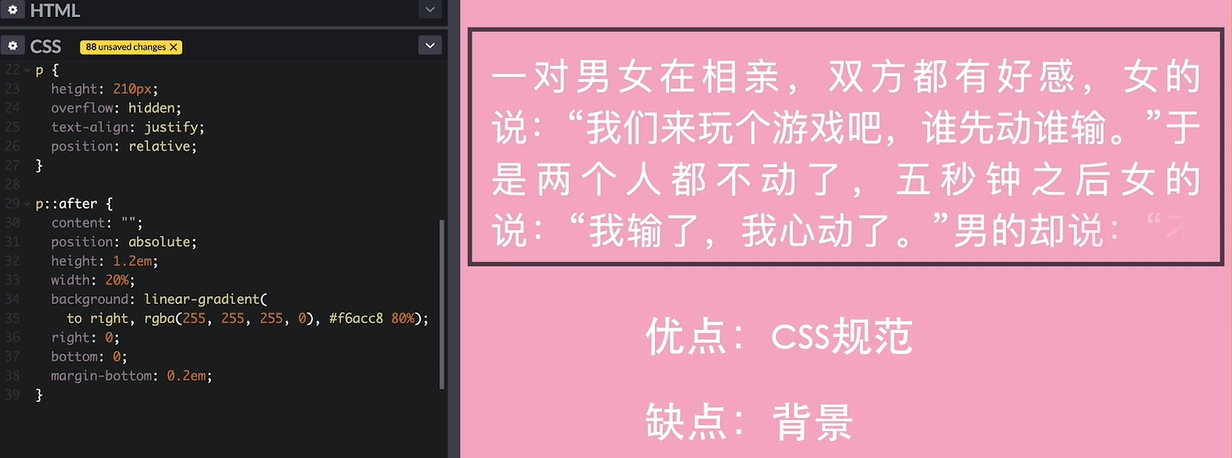 HTML
CSS
88 unsaved changes ✕
22 p {
23 height: 210px;
24 overflow: hidden;
25 text-align: justify;
26 position: relative;
27 }
28
29 p::after {
30 content: "";
31 position: absolute;
32 height: 1.2em;
33 width: 20%;
34 background: linear-gradient(
35 to right, rgba(255, 255, 255, 0), #f6acc8 80%);
36 right: 0;
37 bottom: 0;
38 margin-bottom: 0.2em;
39 }
一对男女在相亲，双方都有好感，女的
说：“我们来玩个游戏吧，谁先动谁输。”于
是两个人都不动了，五秒钟之后女的
说：“我输了，我心动了。”男的却说：“不
优点：CSS规范
缺点：背景